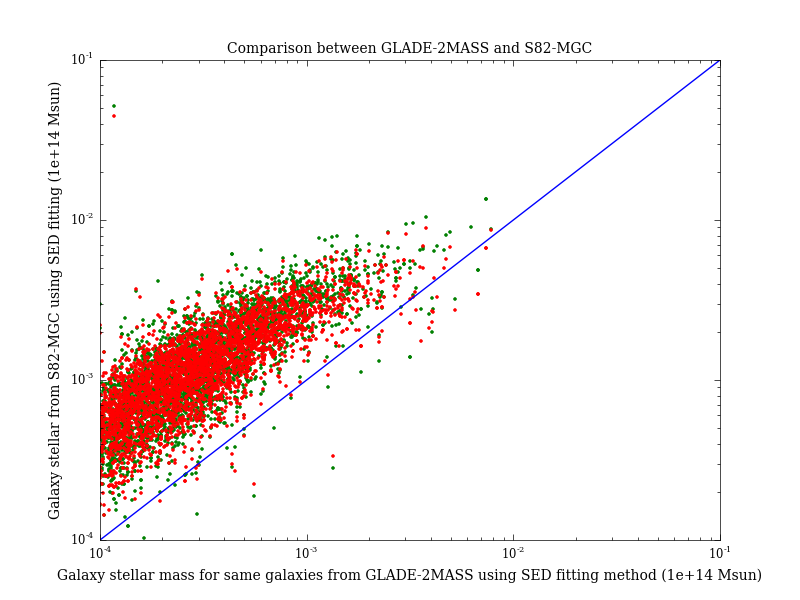 Comparison between GLADE-2MASS and S82-MGC
Galaxy stellar from S82-MGC using SED fitting (1e+14 Msun)
10^-1
10^-2
10^-3
10^-4
10^-4 10^-3 10^-2 10^-1
Galaxy stellar mass for same galaxies from GLADE-2MASS using SED fitting method (1e+14 Msun)